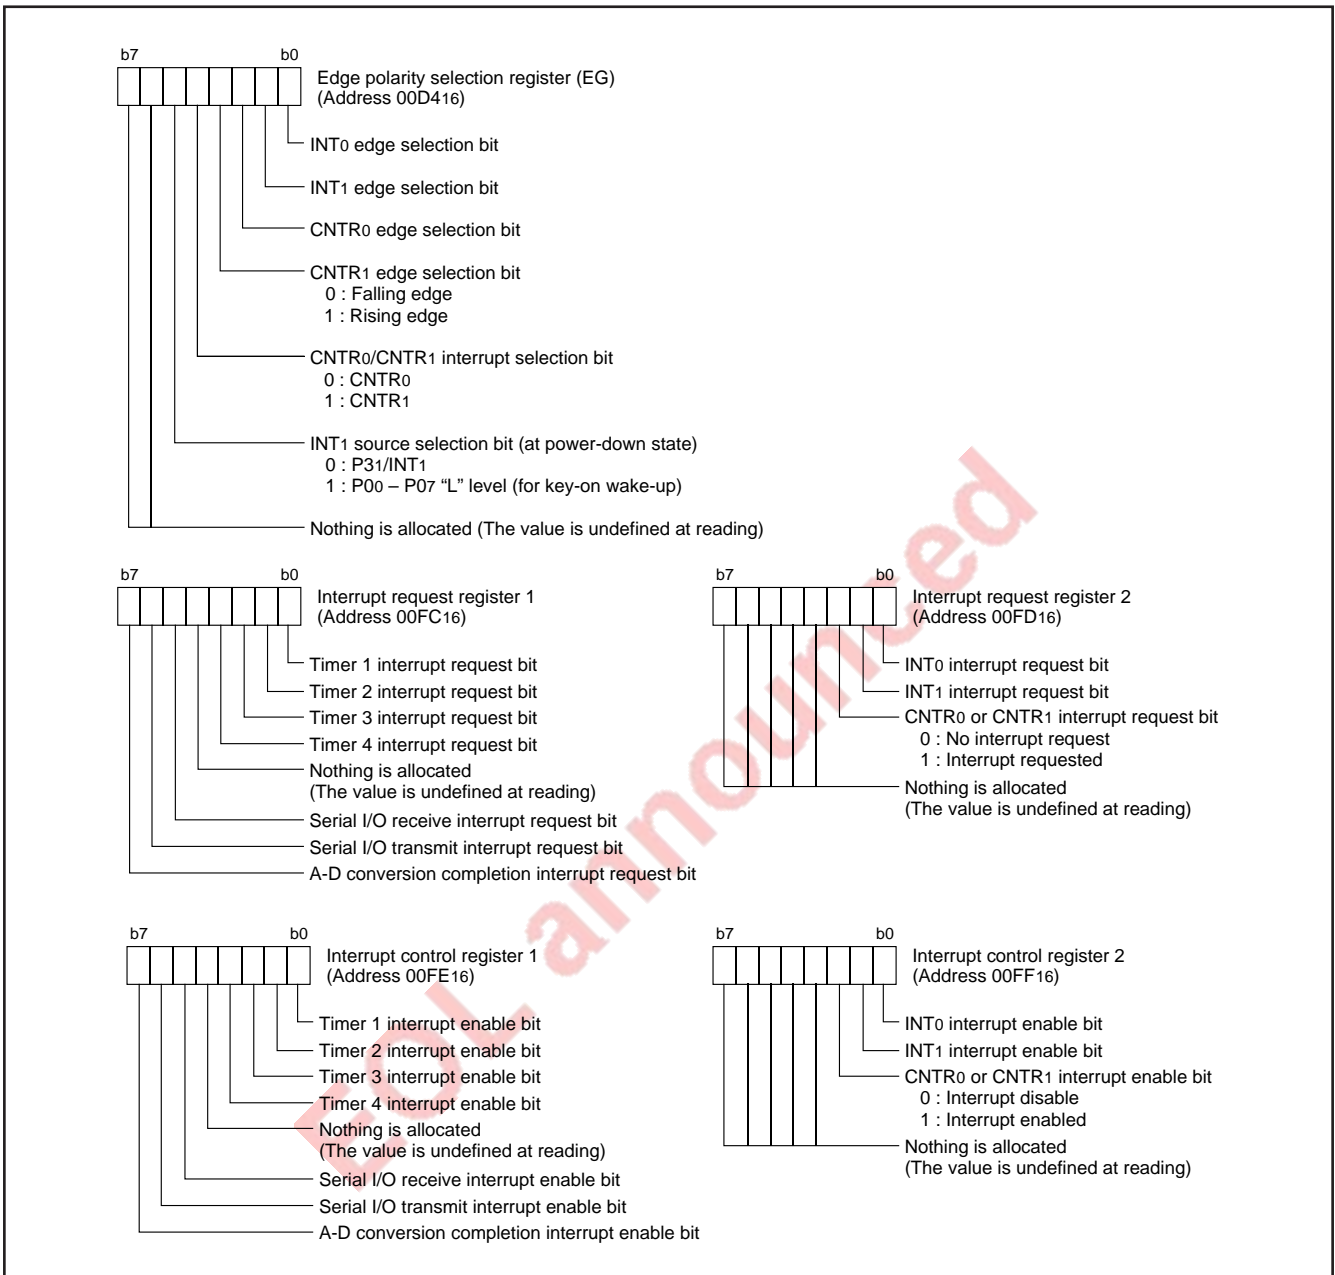 b7 b0
Edge polarity selection register (EG)
(Address 00D416)
INT0 edge selection bit
INT1 edge selection bit
CNTR0 edge selection bit
CNTR1 edge selection bit
0 : Falling edge
1 : Rising edge
CNTR0/CNTR1 interrupt selection bit
0 : CNTR0
1 : CNTR1
INT1 source selection bit (at power-down state)
0 : P31/INT1
1 : P00 – P07 “L” level (for key-on wake-up)
Nothing is allocated (The value is undefined at reading)
b7 b0
Interrupt request register 1
(Address 00FC16)
Timer 1 interrupt request bit
Timer 2 interrupt request bit
Timer 3 interrupt request bit
Timer 4 interrupt request bit
Nothing is allocated
(The value is undefined at reading)
Serial I/O receive interrupt request bit
Serial I/O transmit interrupt request bit
A-D conversion completion interrupt request bit
b7 b0
Interrupt request register 2
(Address 00FD16)
INT0 interrupt request bit
INT1 interrupt request bit
CNTR0 or CNTR1 interrupt request bit
0 : No interrupt request
1 : Interrupt requested
Nothing is allocated
(The value is undefined at reading)
b7 b0
Interrupt control register 1
(Address 00FE16)
Timer 1 interrupt enable bit
Timer 2 interrupt enable bit
Timer 3 interrupt enable bit
Timer 4 interrupt enable bit
Nothing is allocated
(The value is undefined at reading)
Serial I/O receive interrupt enable bit
Serial I/O transmit interrupt enable bit
A-D conversion completion interrupt enable bit
b7 b0
Interrupt control register 2
(Address 00FF16)
INT0 interrupt enable bit
INT1 interrupt enable bit
CNTR0 or CNTR1 interrupt enable bit
0 : Interrupt disable
1 : Interrupt enabled
Nothing is allocated
(The value is undefined at reading)
EOL announced